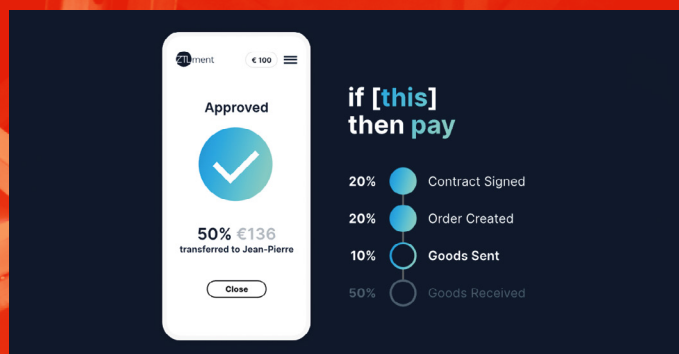 ZTLment
€ 100
Approved
50% €136
transferred to Jean-Pierre
Close
if [this]
then pay
20% Contract Signed
20% Order Created
10% Goods Sent
50% Goods Received